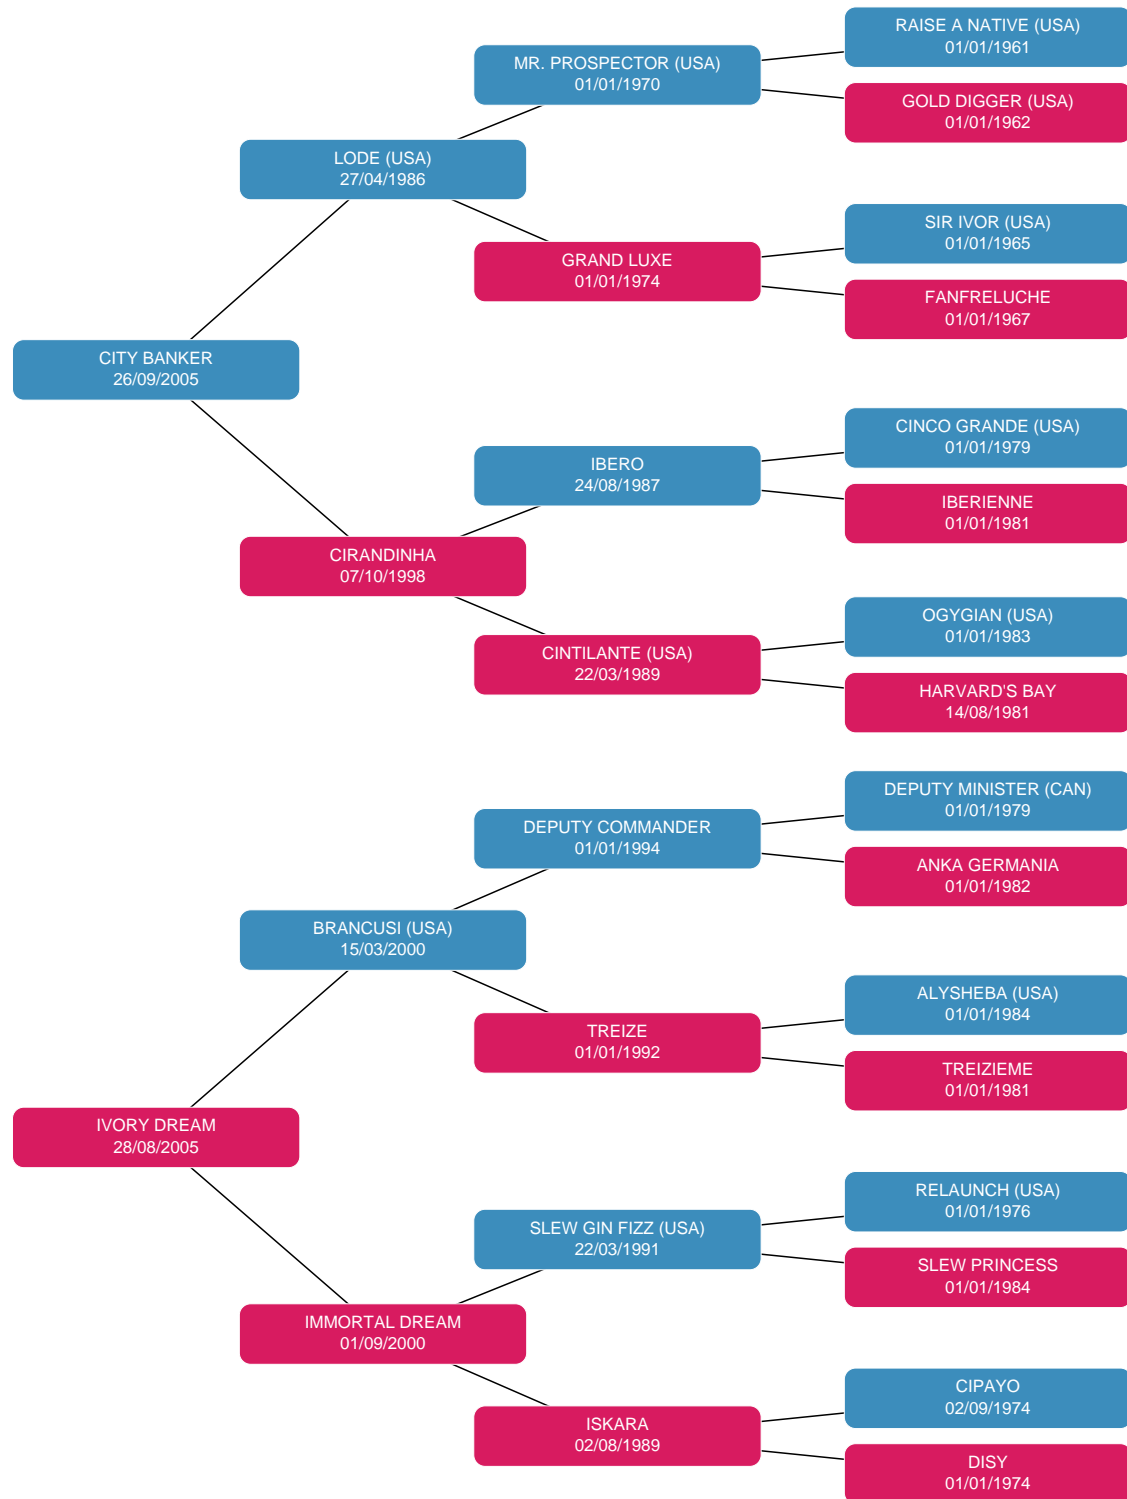 RAISE A NATIVE (USA)
01/01/1961
MR. PROSPECTOR (USA)
01/01/1970
GOLD DIGGER (USA)
01/01/1962
LODE (USA)
27/04/1986
SIR IVOR (USA)
01/01/1965
GRAND LUXE
01/01/1974
FANFRELUCHE
01/01/1967
CITY BANKER
26/09/2005
CINCO GRANDE (USA)
01/01/1979
IBERO
24/08/1987
IBERIENNE
01/01/1981
CIRANDINHA
07/10/1998
OGYGIAN (USA)
01/01/1983
CINTILANTE (USA)
22/03/1989
HARVARD'S BAY
14/08/1981
DEPUTY MINISTER (CAN)
01/01/1979
DEPUTY COMMANDER
01/01/1994
ANKA GERMANIA
01/01/1982
BRANCUSI (USA)
15/03/2000
ALYSHEBA (USA)
01/01/1984
TREIZE
01/01/1992
TREIZIEME
01/01/1981
IVORY DREAM
28/08/2005
RELAUNCH (USA)
01/01/1976
SLEW GIN FIZZ (USA)
22/03/1991
SLEW PRINCESS
01/01/1984
IMMORTAL DREAM
01/09/2000
CIPAYO
02/09/1974
ISKARA
02/08/1989
DISY
01/01/1974